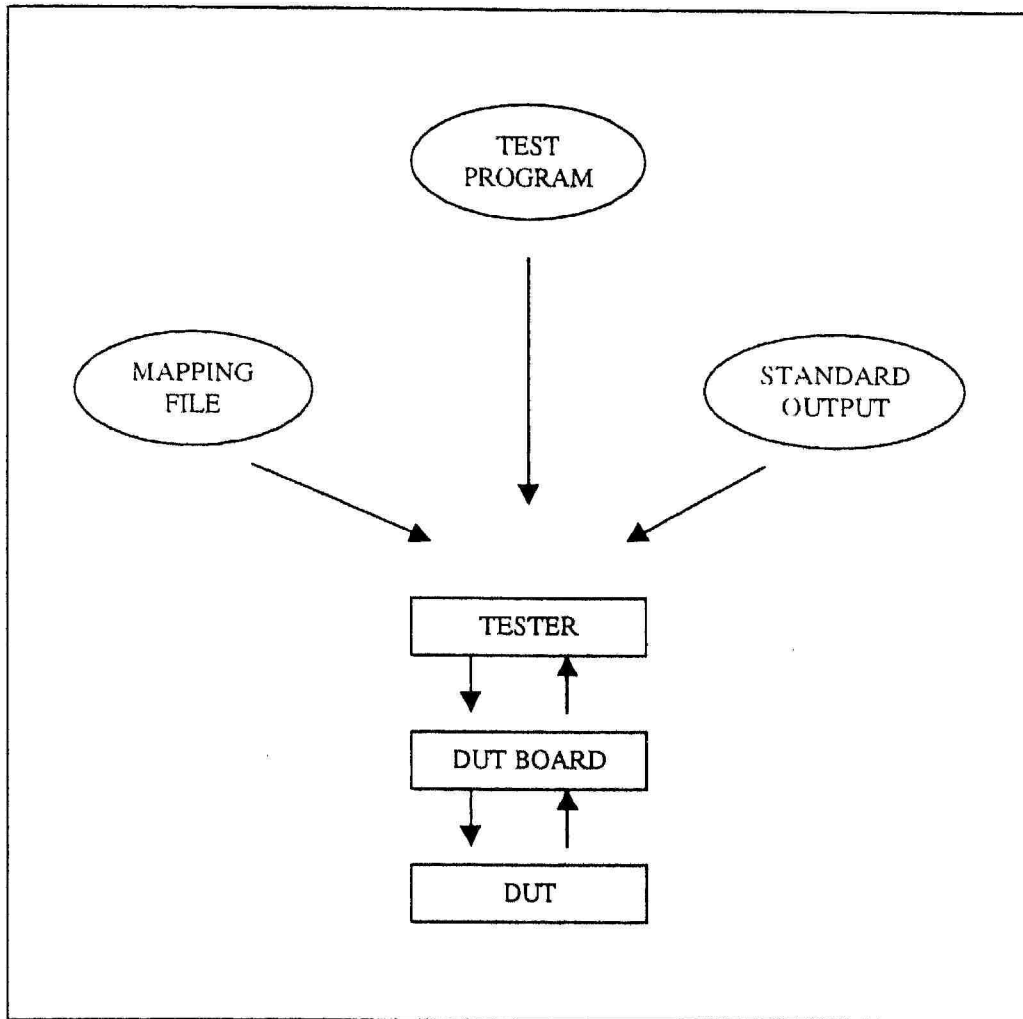 TEST
PROGRAM
MAPPING
FILE
STANDARD
OUTPUT
TESTER
DUT BOARD
DUT